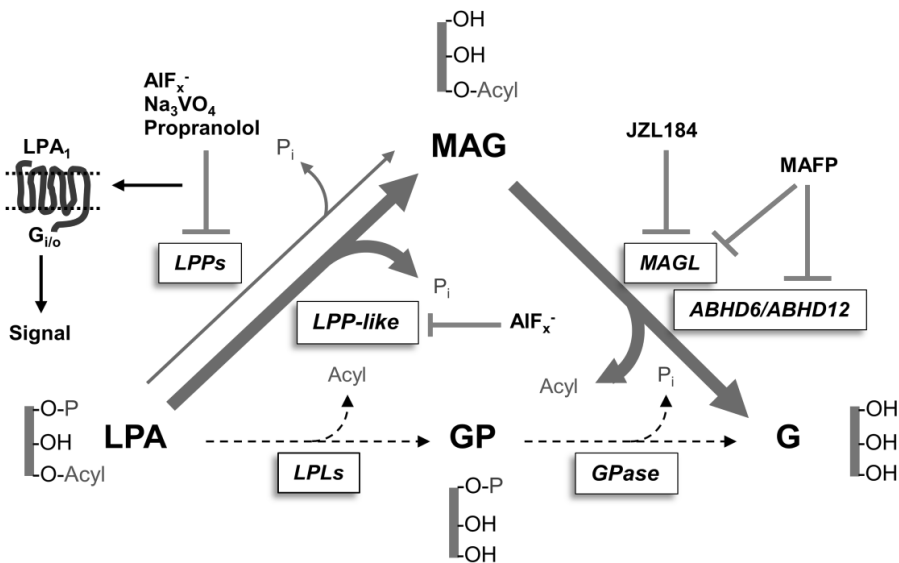 OH
OH
O-Acyl
MAG
AlFx-
Na3VO4
Propranolol
LPA1
Gi/o
Signal
Pi
LPPs
JZL184
MAFP
MAGL
ABHD6/ABHD12
Pi
LPP-like
AlFx-
Acyl
Acyl
Pi
O-P
OH
O-Acyl
LPA
GP
G
OH
OH
OH
LPLs
GPase
O-P
OH
OH